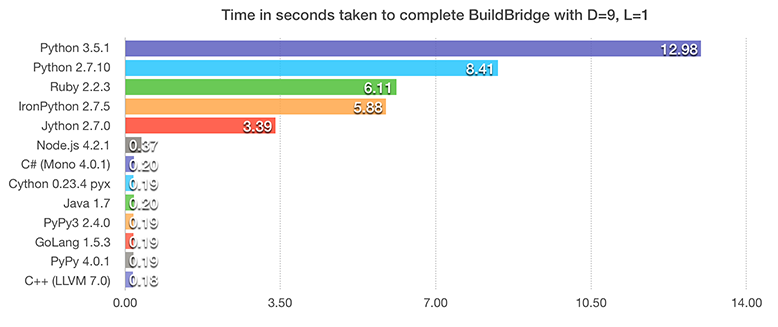 Time in seconds taken to complete BuildBridge with D=9, L=1
Python 3.5.1 12.98
Python 2.7.10 8.41
Ruby 2.2.3 6.11
IronPython 2.7.5 5.88
Jython 2.7.0 3.39
Node.js 4.2.1 0.37
C# (Mono 4.0.1) 0.20
Cython 0.23.4 pyx 0.19
Java 1.7 0.20
PyPy3 2.4.0 0.19
GoLang 1.5.3 0.19
PyPy 4.0.1 0.19
C++ (LLVM 7.0) 0.18
0.00 3.50 7.00 10.50 14.00